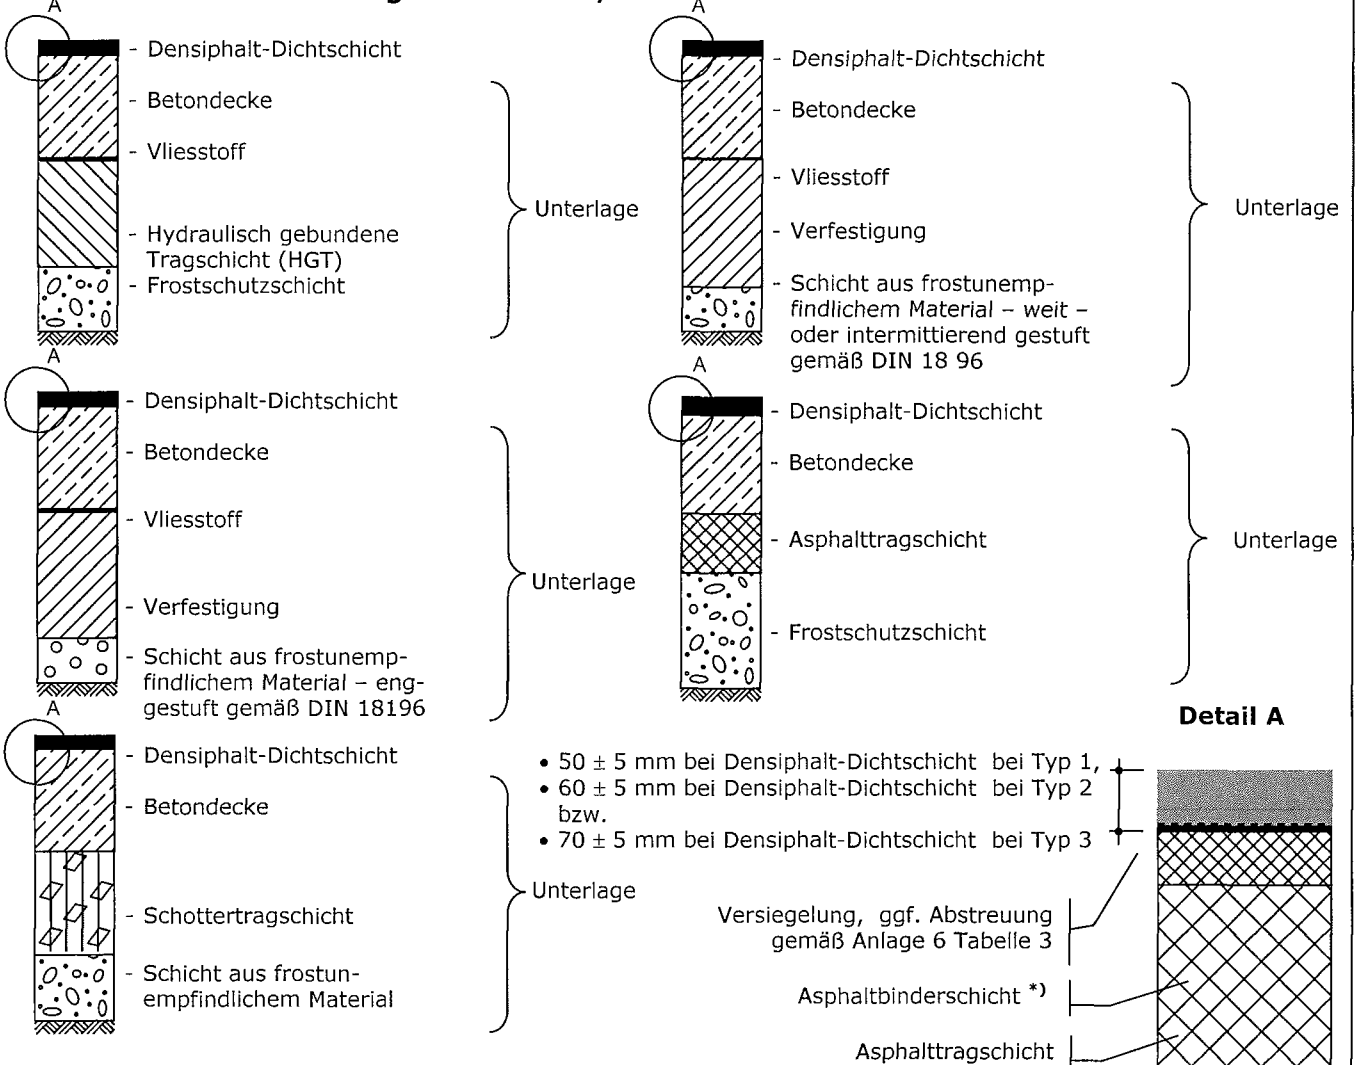 A
- Densiphalt-Dichtschicht
- Betondecke
- Vliesstoff
- Hydraulisch gebundene
Tragschicht (HGT)
- Frostschutzschicht
Unterlage
A
- Densiphalt-Dichtschicht
- Betondecke
- Vliesstoff
- Verfestigung
- Schicht aus frostunemp-
findlichem Material – weit –
oder intermittierend gestuft
gemäß DIN 18 96
Unterlage
A
- Densiphalt-Dichtschicht
- Betondecke
- Vliesstoff
- Verfestigung
- Schicht aus frostunemp-
findlichem Material – eng-
gestuft gemäß DIN 18196
Unterlage
A
- Densiphalt-Dichtschicht
- Betondecke
- Asphalttragschicht
- Frostschutzschicht
Unterlage
A
- Densiphalt-Dichtschicht
- Betondecke
- Schottertragschicht
- Schicht aus frostun-
empfindlichem Material
Unterlage
Detail A
• 50 ± 5 mm bei Densiphalt-Dichtschicht bei Typ 1,
• 60 ± 5 mm bei Densiphalt-Dichtschicht bei Typ 2
bzw.
• 70 ± 5 mm bei Densiphalt-Dichtschicht bei Typ 3
Versiegelung, ggf. Abstreuung
gemäß Anlage 6 Tabelle 3
Asphaltbinderschicht *)
Asphalttragschicht